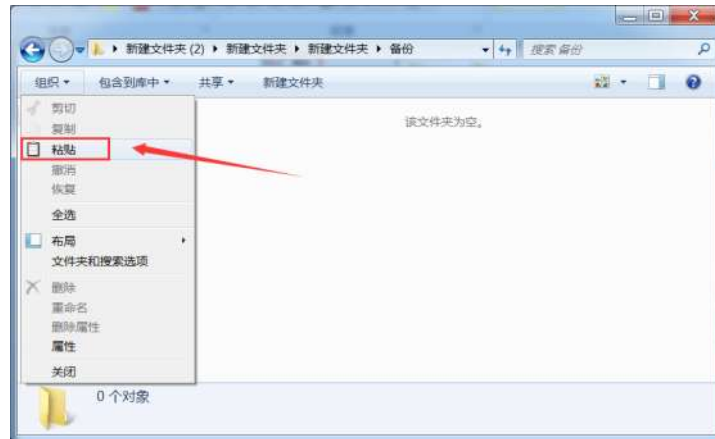 新建文件夹 (2) 新建文件夹 新建文件夹 备份 搜索 备份
组织 包含到库中 共享 新建文件夹
剪切
复制
粘贴
撤消
恢复
全选
布局
文件夹和搜索选项
删除
重命名
删除属性
属性
关闭
该文件夹为空。
0 个对象